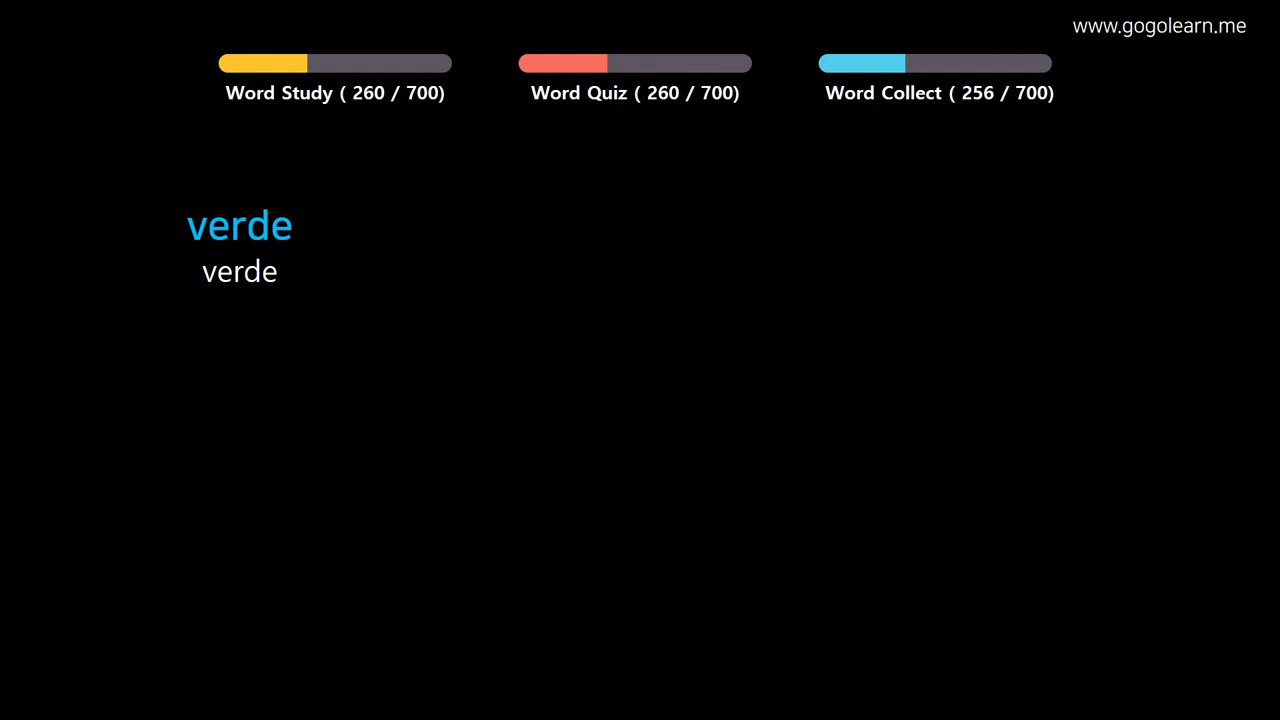 www.gogolearn.me
Word Study ( 260 / 700)
Word Quiz ( 260 / 700)
Word Collect ( 256 / 700)
verde
verde